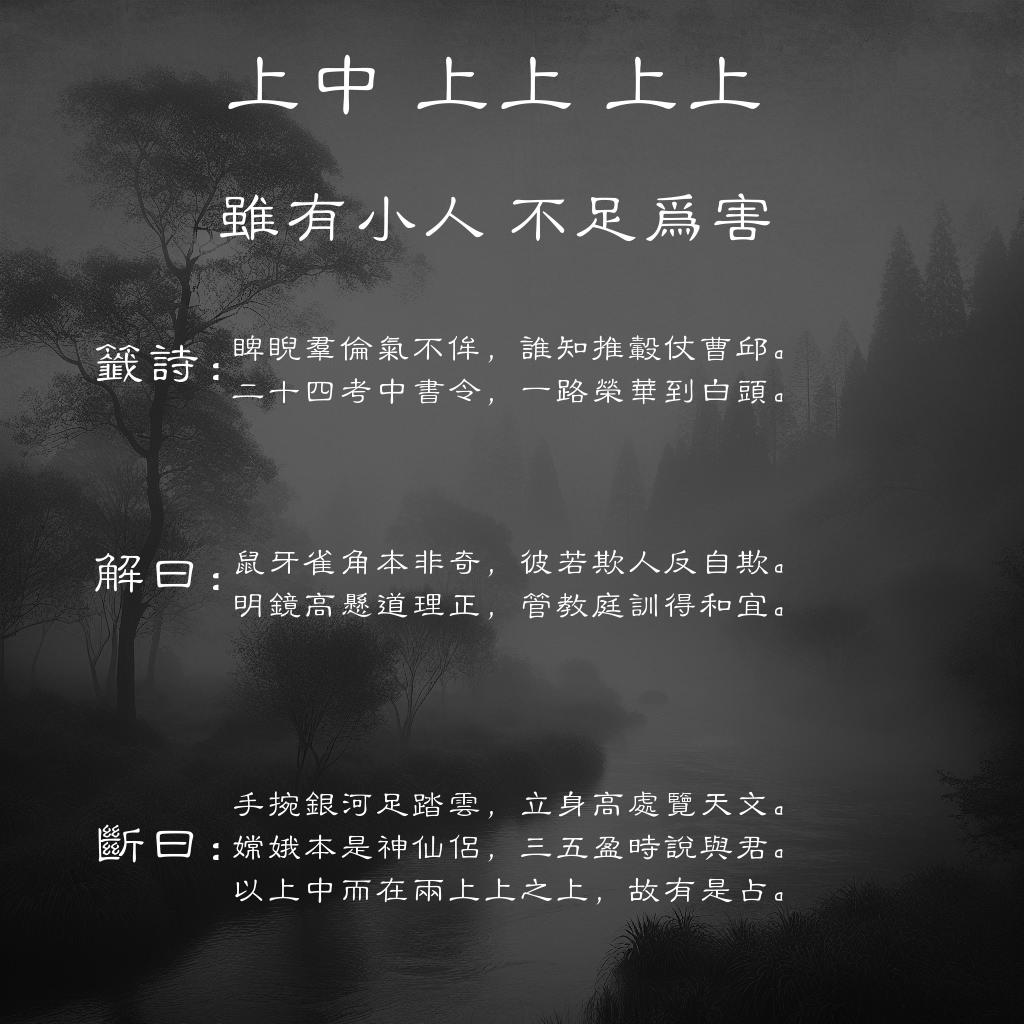 上中 上上 上上
雖有小人 不足爲害
籤詩:
睥睨羣倫氣不侔，誰知推轂仗曹邱。
二十四考中書令，一路榮華到白頭。
解曰:
鼠牙雀角本非奇，彼若欺人反自欺。
明鏡高懸道理正，管教庭訓得和宜。
斷曰:
手捥銀河足踏雲，立身高處覽天文。
嫦娥本是神仙侶，三五盈時說與君。
以上中而在兩上上之上，故有是占。